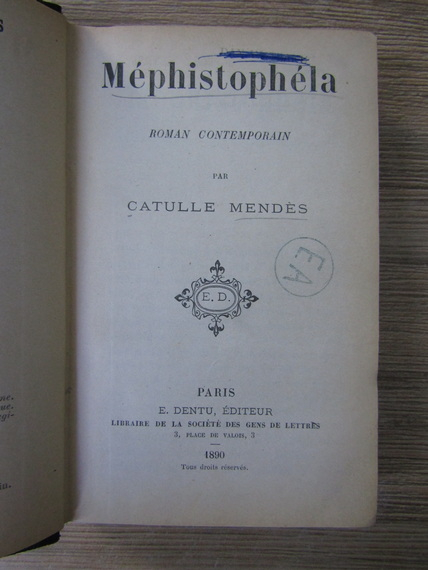 S
Méphistophéla
ROMAN CONTEMPORAIN
PAR
CATULLE MENDÈS
EA
E. D.
PARIS
E. DENTU, ÉDITEUR
LIBRAIRE DE LA SOCIÉTÉ DES GENS DE LETTRES
3, PLACE DE VALOIS, 3
1890
Tous droits réservés.